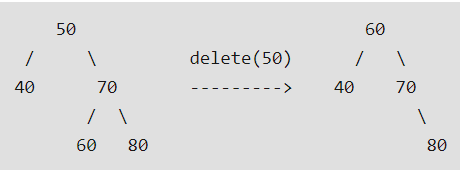 50                              60
/       \        delete(50)      /   \
40        70      --------->    40    70
/  \                          \
60   80                         80